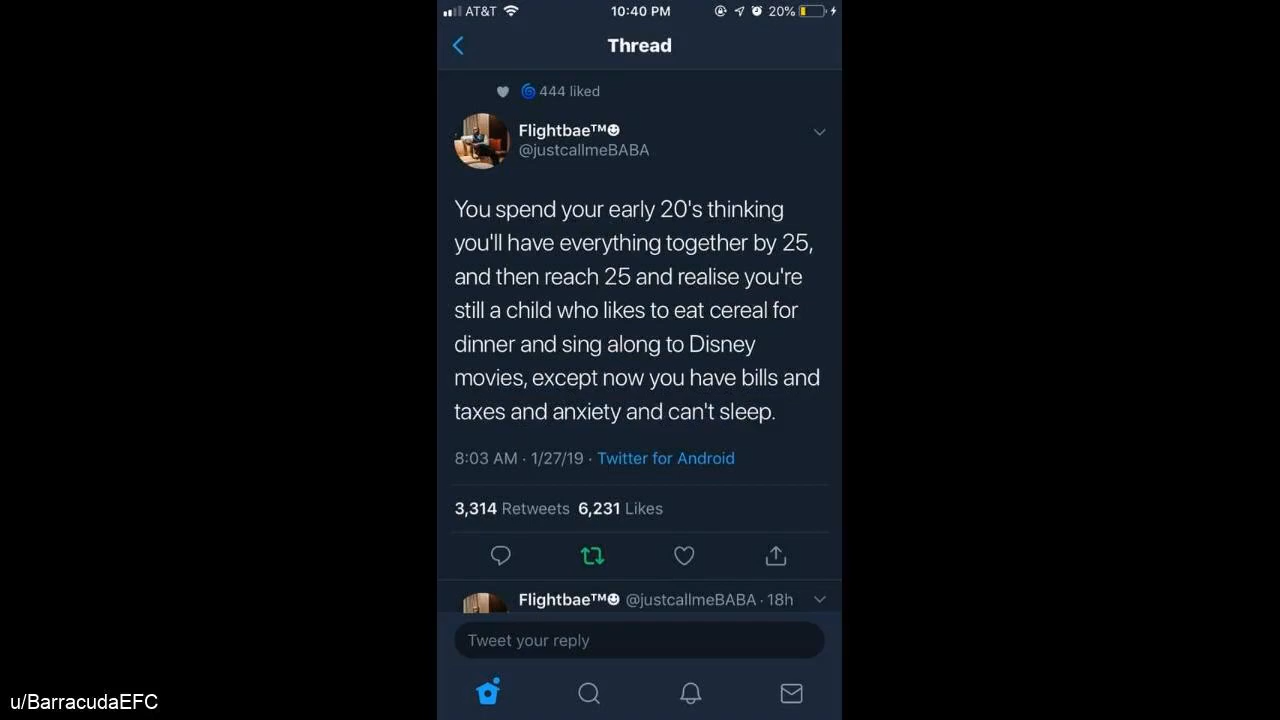 AT&T 10:40 PM 20%
Thread
444 liked
Flightbae™
@justcallmeBABA
You spend your early 20's thinking
you'll have everything together by 25,
and then reach 25 and realise you're
still a child who likes to eat cereal for
dinner and sing along to Disney
movies, except now you have bills and
taxes and anxiety and can't sleep.
8:03 AM · 1/27/19 · Twitter for Android
3,314 Retweets 6,231 Likes
Flightbae™ @justcallmeBABA · 18h
Tweet your reply
u/BarracudaEFC